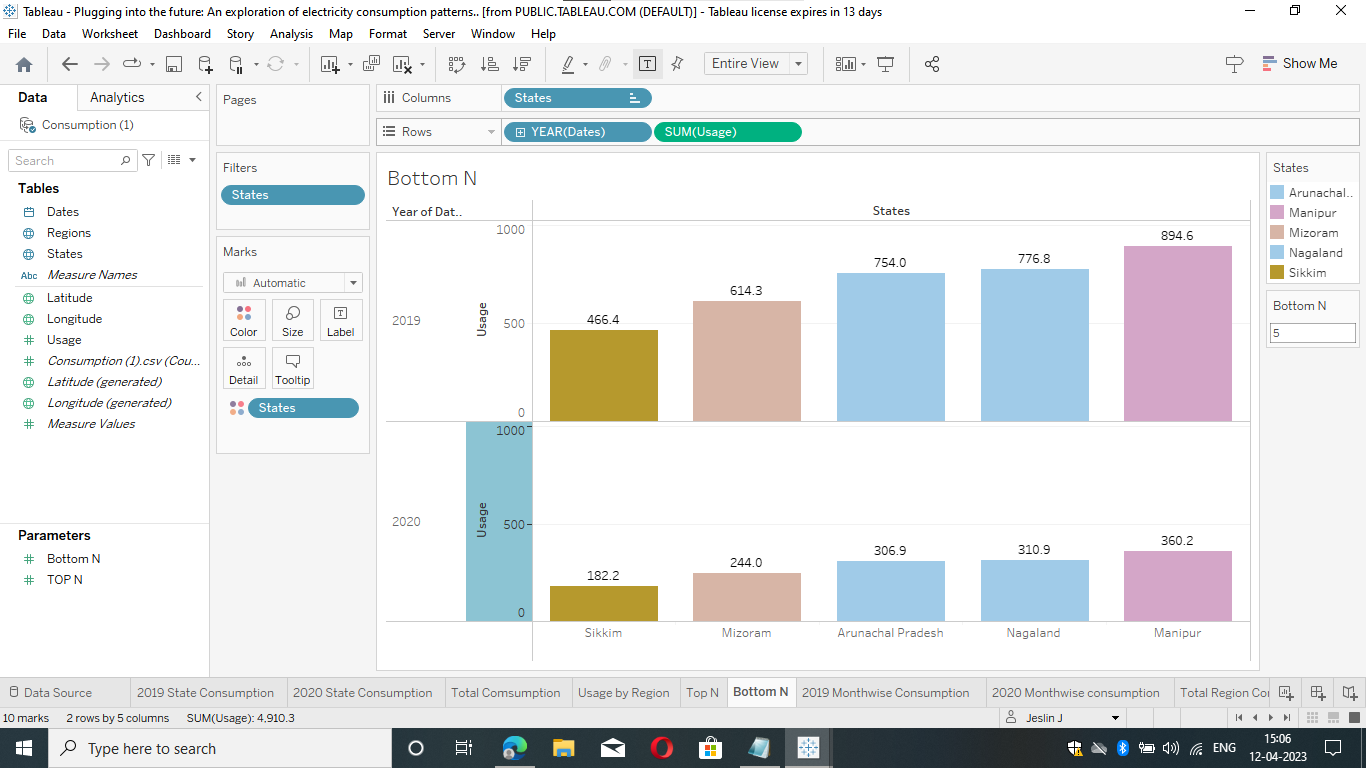 Tableau - Plugging into the future: An exploration of electricity consumption patterns.. [from PUBLIC.TABLEAU.COM (DEFAULT)] - Tableau license expires in 13 days
File Data Worksheet Dashboard Story Analysis Map Format Server Window Help
Entire View
Show Me
Data Analytics
Consumption (1)
Search
Tables
Dates
Regions
States
Abc Measure Names
Latitude
Longitude
Usage
Consumption (1).csv (Cou...
Latitude (generated)
Longitude (generated)
Measure Values
Parameters
Bottom N
TOP N
Pages
Filters
States
Marks
Automatic
Color Size Label
Detail Tooltip
States
Columns States
Rows YEAR(Dates) SUM(Usage)
Bottom N
Year of Dat.. States
2019
Usage
1000
500
0
466.4 614.3 754.0 776.8 894.6
2020
Usage
1000
500
0
182.2 244.0 306.9 310.9 360.2
Sikkim Mizoram Arunachal Pradesh Nagaland Manipur
States
Arunachal..
Manipur
Mizoram
Nagaland
Sikkim
Bottom N
5
Data Source 2019 State Consumption 2020 State Consumption Total Comsumption Usage by Region Top N Bottom N 2019 Monthwise Consumption 2020 Monthwise consumption Total Region Con
10 marks 2 rows by 5 columns SUM(Usage): 4,910.3 Jeslin J
Type here to search
ENG
15:06
12-04-2023